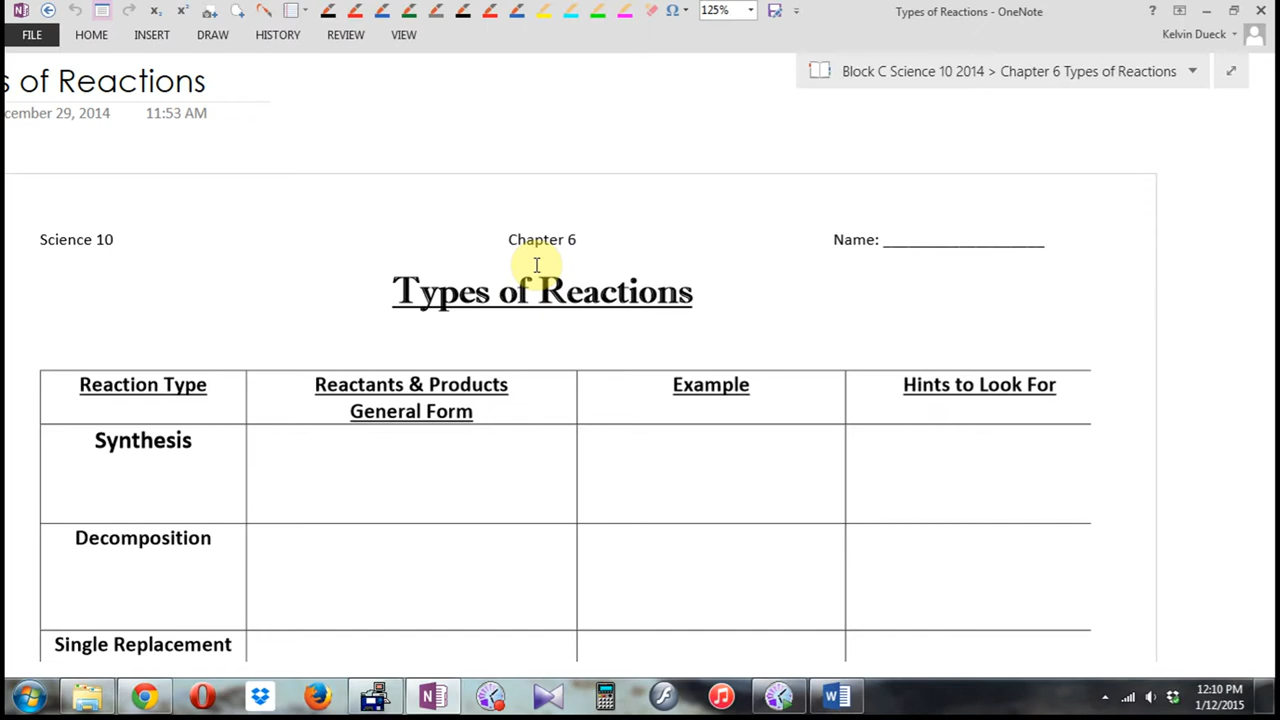 125%
Types of Reactions - OneNote
FILE
HOME
INSERT
DRAW
HISTORY
REVIEW
VIEW
Kelvin Dueck
s of Reactions
Block C Science 10 2014 > Chapter 6 Types of Reactions
cember 29, 2014
11:53 AM
Science 10
Chapter 6
Name: ____________________
Types of Reactions
Reaction Type
Reactants & Products
General Form
Example
Hints to Look For
Synthesis
Decomposition
Single Replacement
12:10 PM
1/12/2015